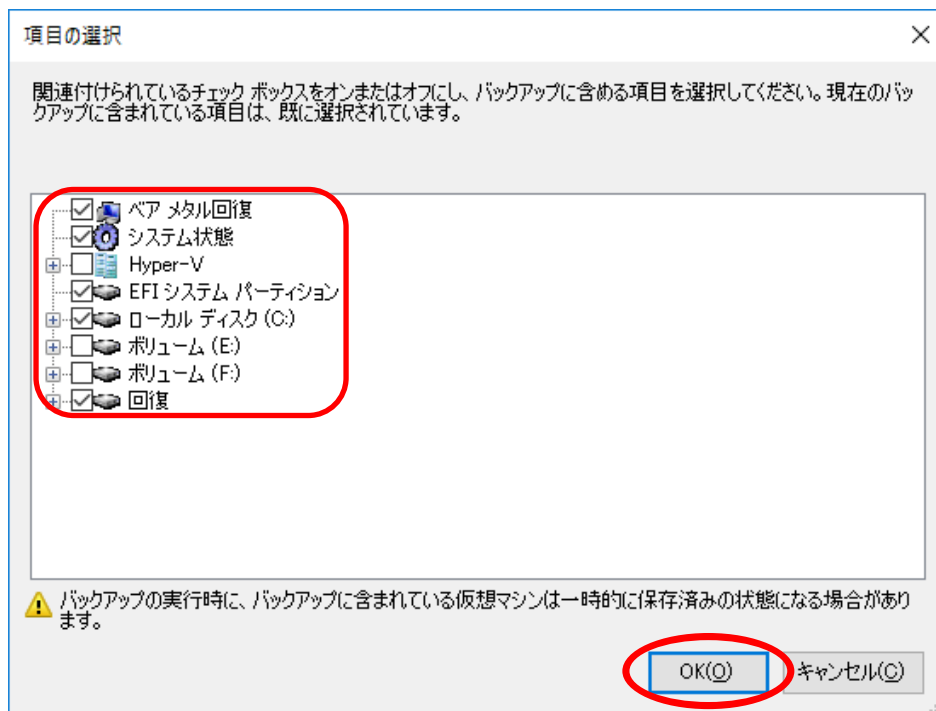 項目の選択
関連付けられているチェック ボックスをオンまたはオフにし、バックアップに含める項目を選択してください。現在のバッ
クアップに含まれている項目は、既に選択されています。
ベア メタル回復
システム状態
Hyper-V
EFI システム パーティション
ローカル ディスク (C:)
ボリューム (E:)
ボリューム (F:)
回復
バックアップの実行時に、バックアップに含まれている仮想マシンは一時的に保存済みの状態になる場合があり
ます。
OK(O)
キャンセル(C)